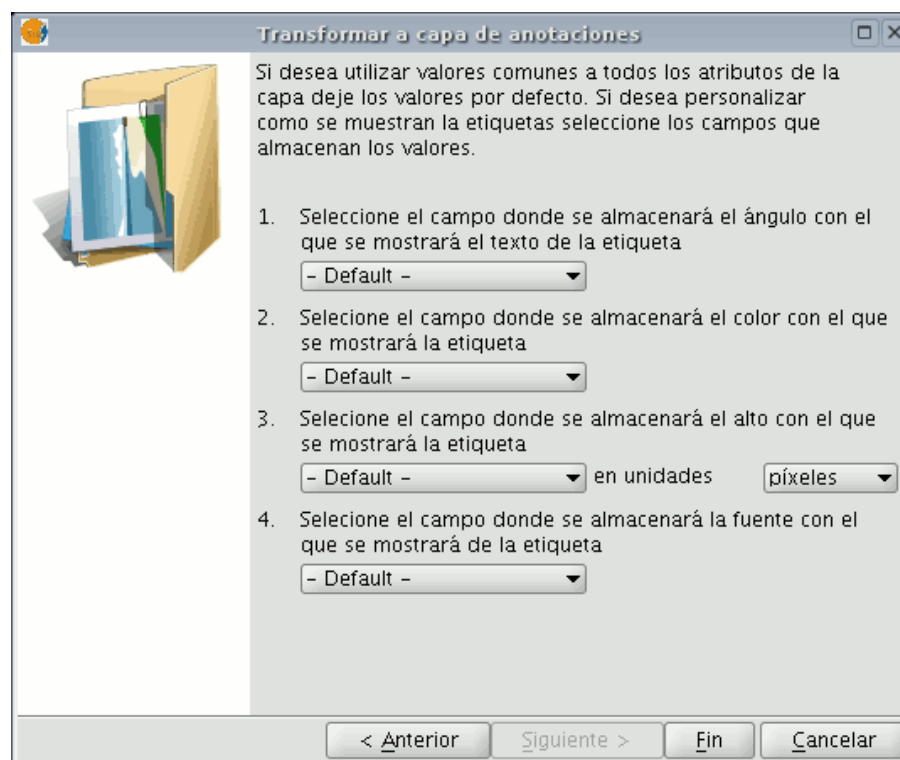 Transformar a capa de anotaciones
Si desea utilizar valores comunes a todos los atributos de la
capa deje los valores por defecto. Si desea personalizar
como se muestran la etiquetas seleccione los campos que
almacenan los valores.
1. Seleccione el campo donde se almacenará el ángulo con el
que se mostrará el texto de la etiqueta
- Default -
2. Selecione el campo donde se almacenará el color con el que
se mostrará la etiqueta
- Default -
3. Selecione el campo donde se almacenará el alto con el que
se mostrará la etiqueta
- Default - en unidades píxeles
4. Selecione el campo donde se almacenará la fuente con el
que se mostrará de la etiqueta
- Default -
< Anterior Siguiente > Fin Cancelar